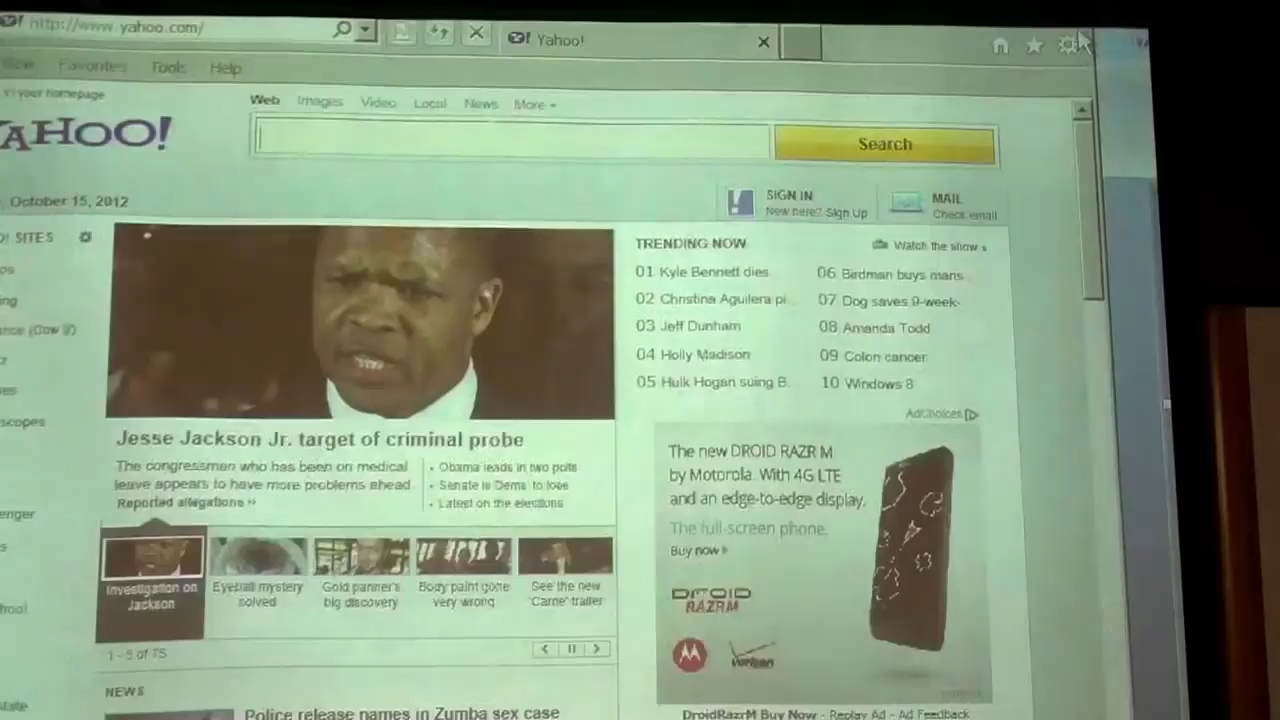 http://www.yahoo.com/
Yahoo!
Favorites Tools Help
your homepage
YAHOO!
Web Images Video Local News More
Search
October 15, 2012
SIGN IN
New here? Sign Up
MAIL
Check email
SITES
TRENDING NOW
Watch the show »
01 Kyle Bennett dies
02 Christina Aguilera pi...
03 Jeff Dunham
04 Holly Madison
05 Hulk Hogan suing B...
06 Birdman buys mans...
07 Dog saves 9-week-
08 Amanda Todd
09 Colon cancer
10 Windows 8
AdChoices
Jesse Jackson Jr. target of criminal probe
The congressman who has been on medical
leave appears to have more problems ahead.
Reported allegations »
• Obama leads in two polls
• Senate is Dems' to lose
• Latest on the elections
Investigation on
Jackson
Eyeball mystery
solved
Gold panner's
big discovery
Body paint gone
very wrong
See the new
'Carrie' trailer
1 - 5 of 75
NEWS
Police release names in Zumba sex case
The new DROID RAZR M
by Motorola. With 4G LTE
and an edge-to-edge display.
The full-screen phone.
Buy now
DROID
RAZR M
verizon
DroidRazrM Buy Now - Replay Ad - Ad Feedback